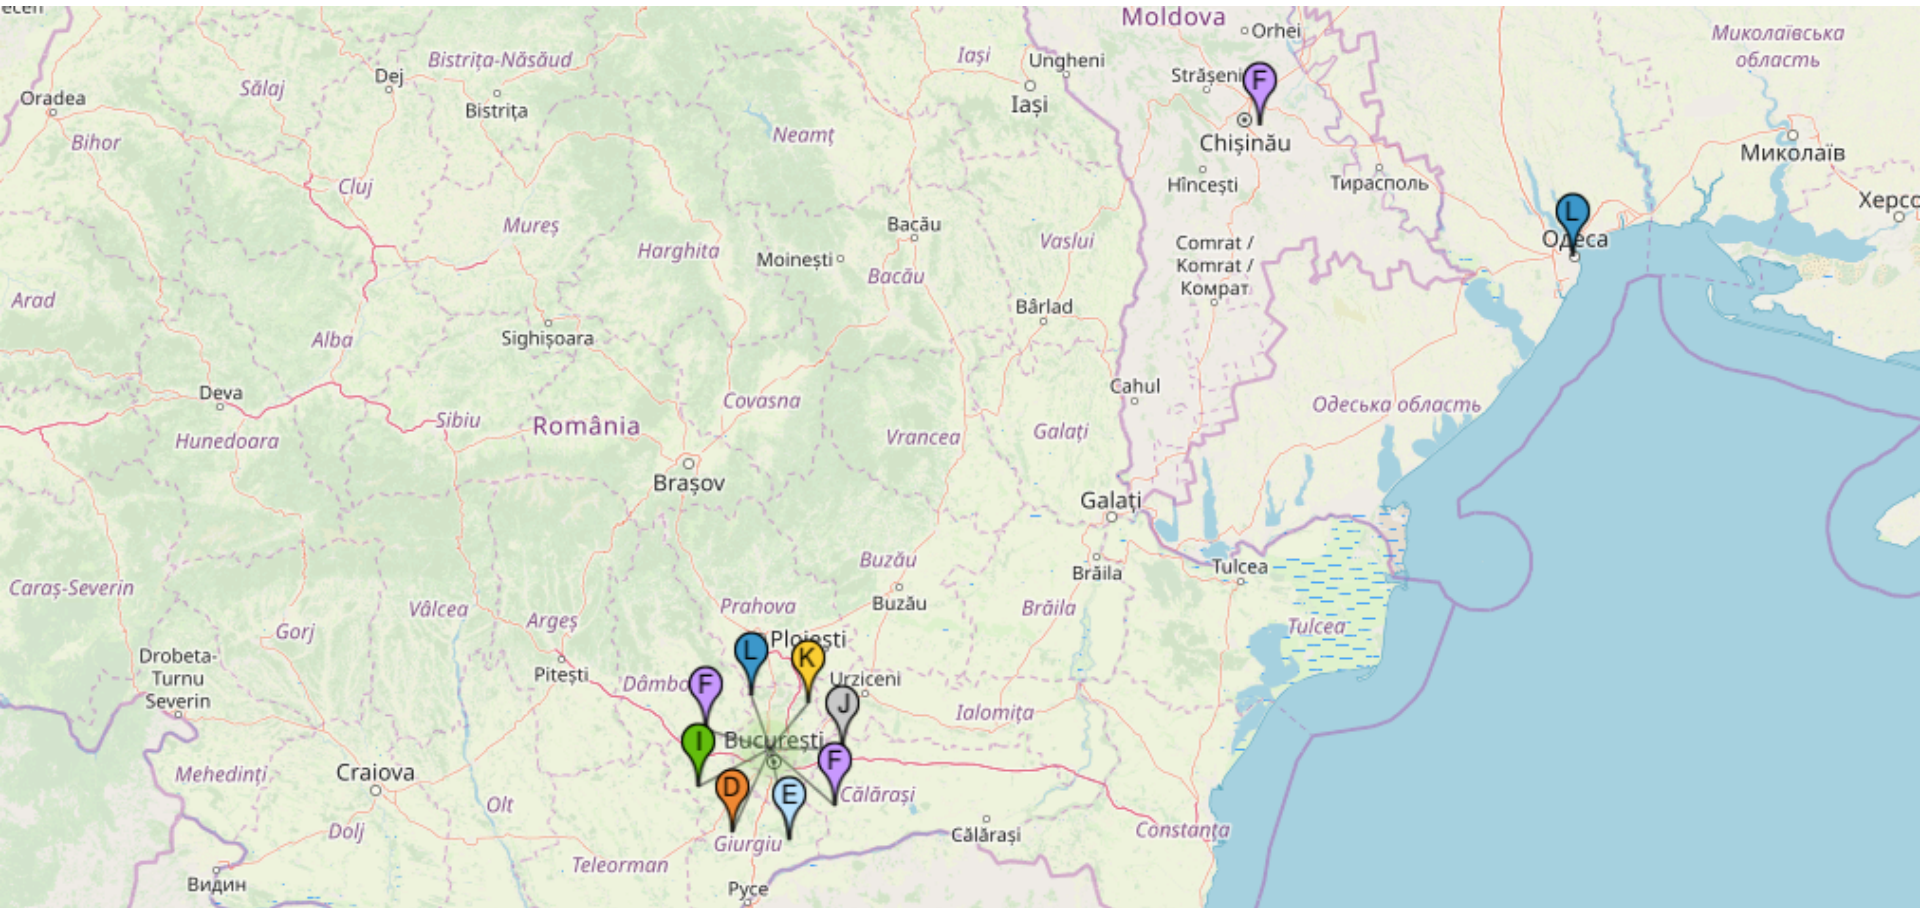 Moldova
Orhei
Миколаївська
область
Bistrița-Năsăud
Iași
Ungheni
Dej
Sălaj
Strășeni
F
Oradea
Bistrița
Iași
Neamț
Bihor
Chișinău
Миколаїв
Cluj
Hîncești
Тирасполь
L
Mureș
Bacău
Одеса
Harghita
Vaslui
Comrat /
Komrat /
Комрат
Moinești
Bacău
Arad
Bârlad
Alba
Sighișoara
Cahul
Deva
Covasna
Одеська область
Sibiu
România
Hunedoara
Vrancea
Galați
Brașov
Galați
Buzău
Tulcea
Brăila
Caraș-Severin
Buzău
Vâlcea
Prahova
Brăila
Argeș
Gorj
Tulcea
Ploiești
L
K
Drobeta-
Turnu
Severin
Pitești
Urziceni
F
J
Ialomița
I
București
F
Craiova
Mehedinți
D
E
Călărași
Olt
Dolj
Călărași
Constanța
Giurgiu
Teleorman
Видин
Русе